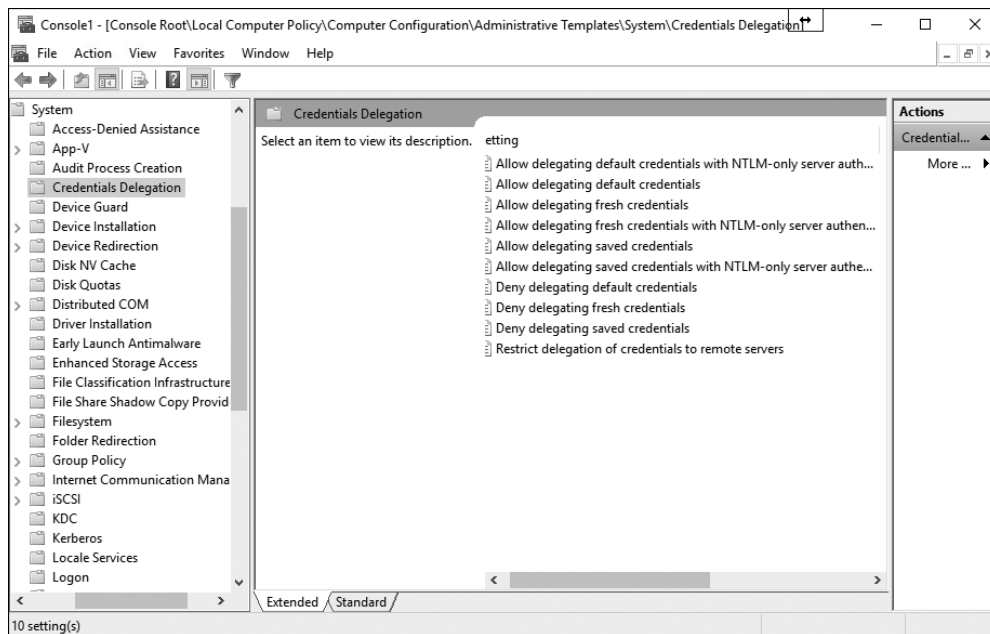 Console1 - [Console Root\Local Computer Policy\Computer Configuration\Administrative Templates\System\Credentials Delegation]
File Action View Favorites Window Help
System
Access-Denied Assistance
App-V
Audit Process Creation
Credentials Delegation
Device Guard
Device Installation
Device Redirection
Disk NV Cache
Disk Quotas
Distributed COM
Driver Installation
Early Launch Antimalware
Enhanced Storage Access
File Classification Infrastructure
File Share Shadow Copy Provid
Filesystem
Folder Redirection
Group Policy
Internet Communication Mana
iSCSI
KDC
Kerberos
Locale Services
Logon
Credentials Delegation
Select an item to view its description.
etting
Allow delegating default credentials with NTLM-only server auth...
Allow delegating default credentials
Allow delegating fresh credentials
Allow delegating fresh credentials with NTLM-only server authen...
Allow delegating saved credentials
Allow delegating saved credentials with NTLM-only server authe...
Deny delegating default credentials
Deny delegating fresh credentials
Deny delegating saved credentials
Restrict delegation of credentials to remote servers
Extended Standard
Actions
Credential...
More ...
10 setting(s)